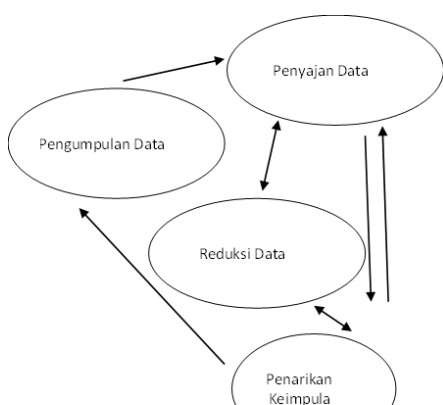 Penyajan Data
Pengumpulan Data
Reduksi Data
Penarikan
Keimpula